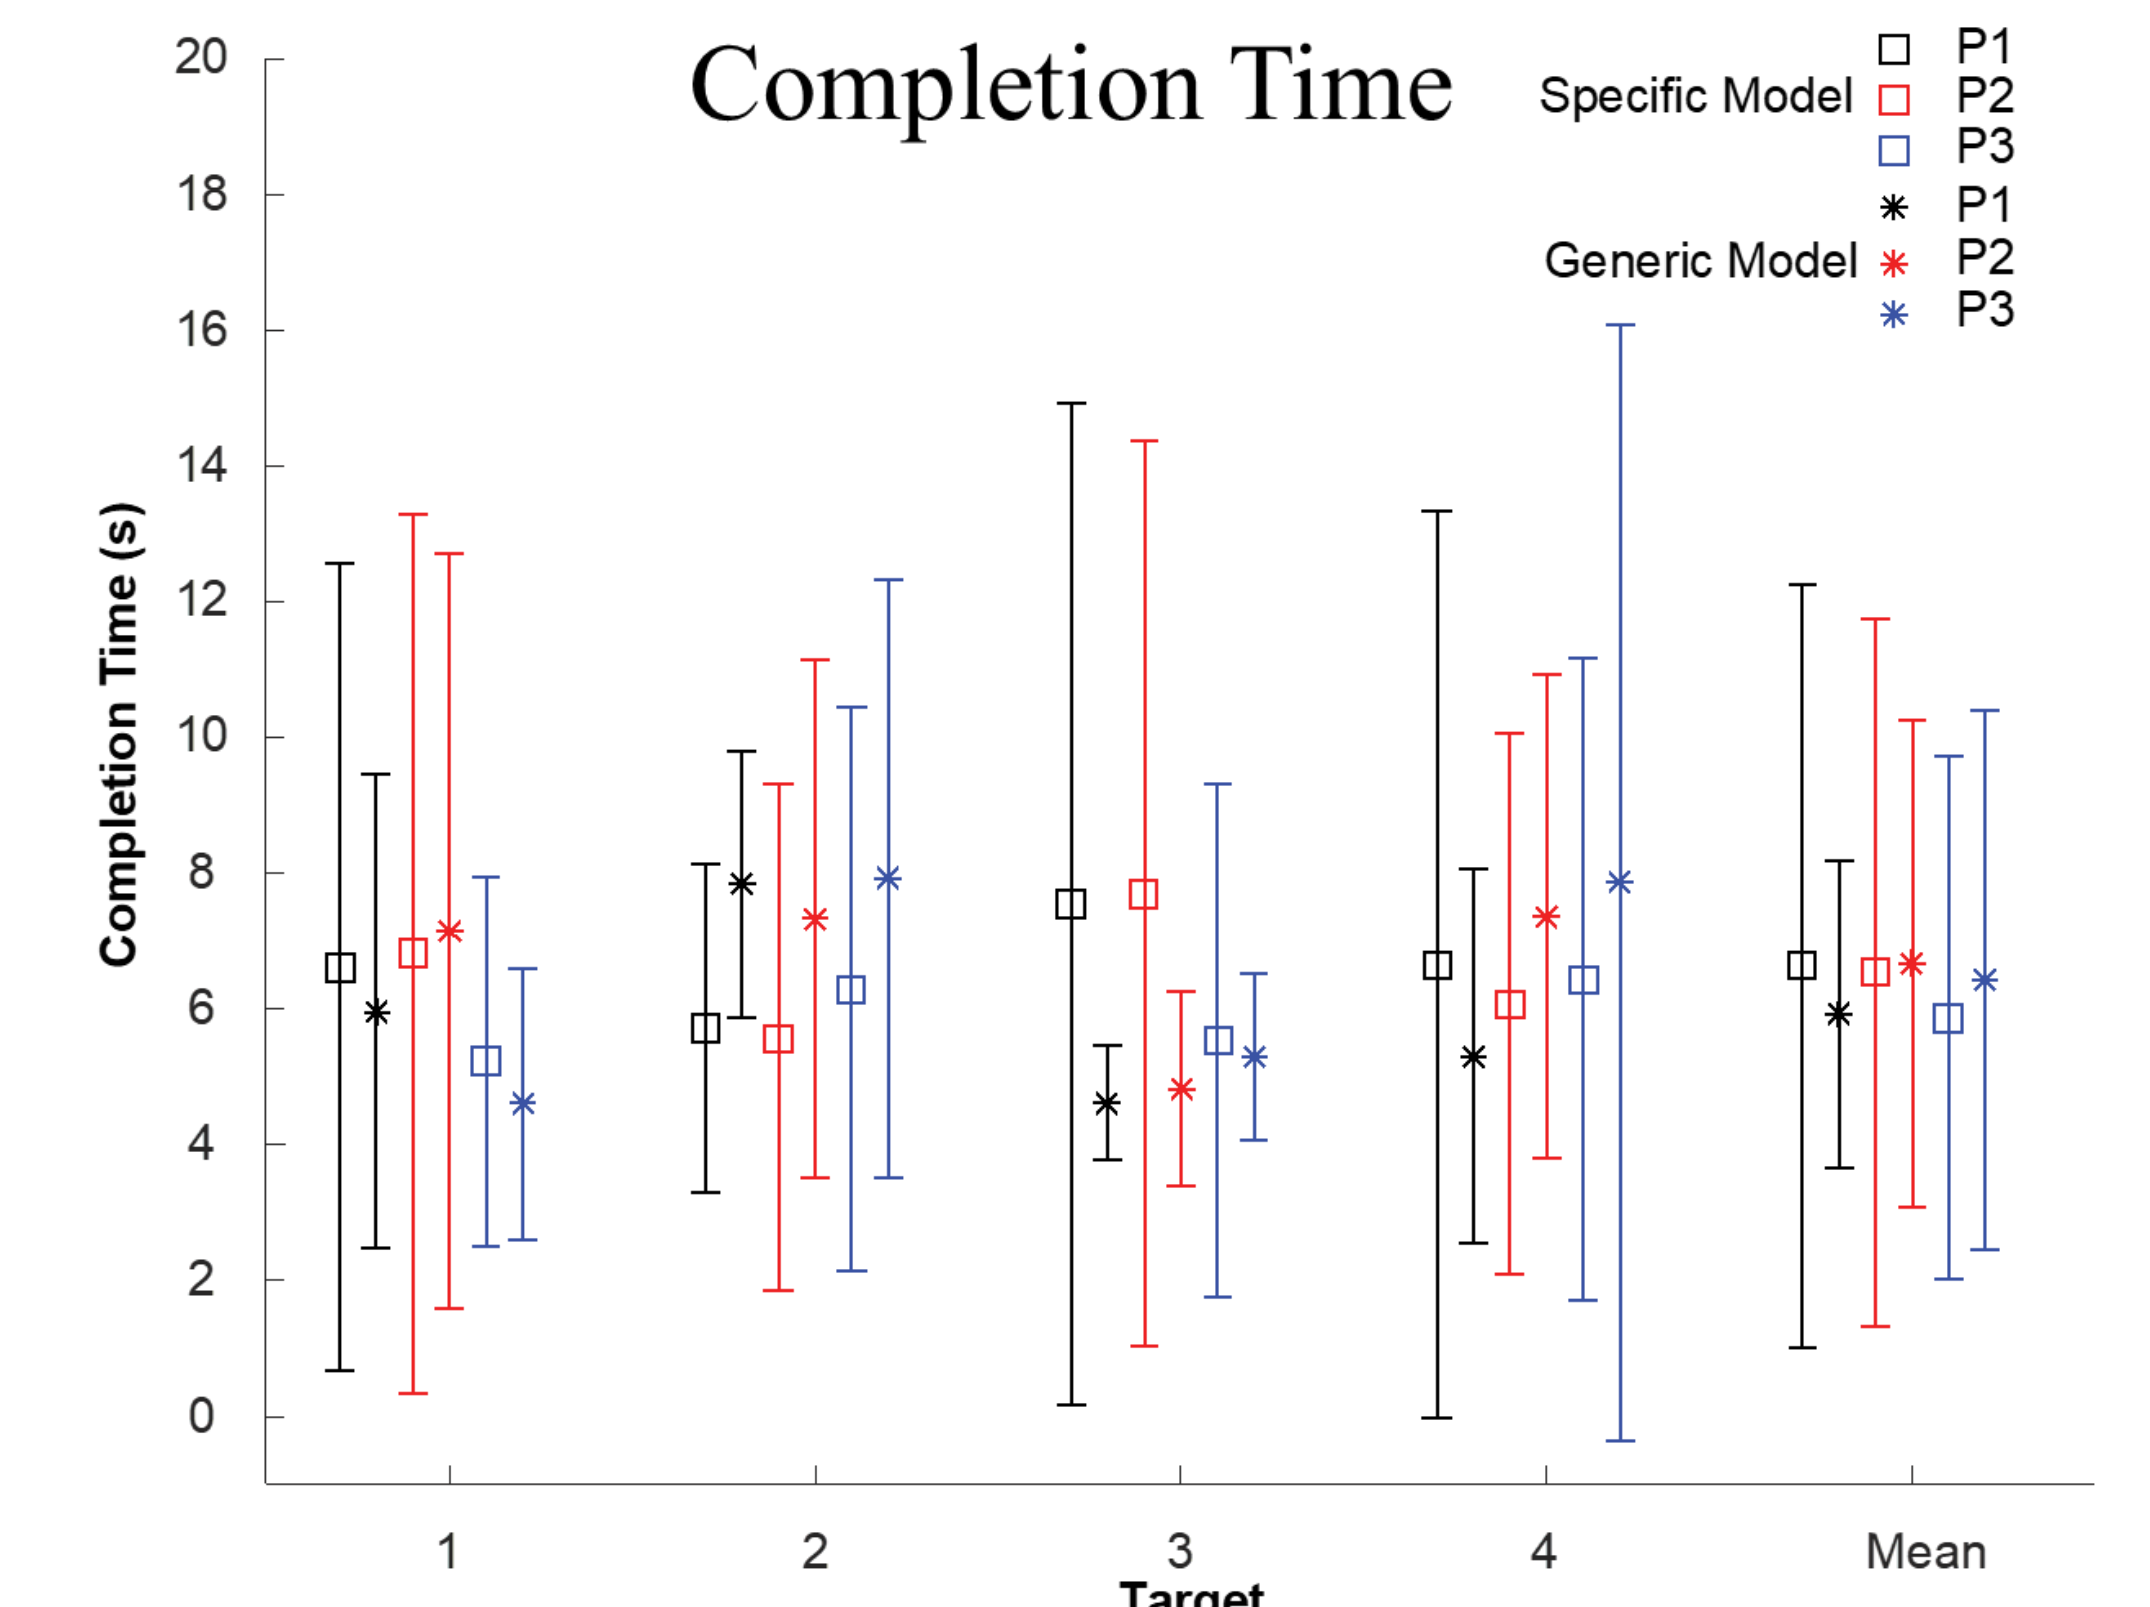 Completion Time
P1
Specific Model P2
P3
P1
Generic Model P2
P3
20
18
16
14
12
10
8
6
4
2
0
Completion Time (s)
1 2 3 4 Mean
Target